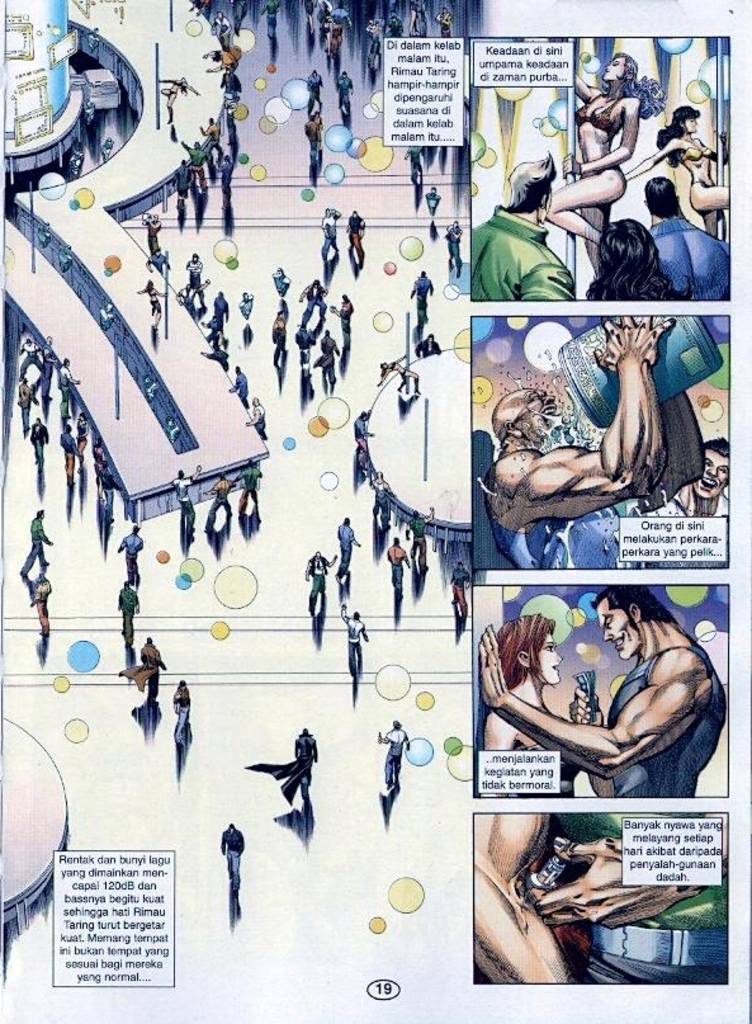 Di dalam kelab
malam itu,
Rimau Taring
hampir-hampir
dipengaruhi
suasana di
dalam kelab
malam itu.....
Keadaan di sini
umpama keadaan
di zaman purba...
Orang di sini
melakukan perkara-
perkara yang pelik...
..menjalankan
kegiatan yang
tidak bermoral.
Banyak nyawa yang
melayang setiap
hari akibat daripada
penyalah-gunaan
dadah.
Rentak dan bunyi lagu
yang dimainkan men-
capai 120dB dan
bassnya begitu kuat
sehingga hati Rimau
Taring turut bergetar
kuat. Memang tempat
ini bukan tempat yang
sesuai bagi mereka
yang normal....
19